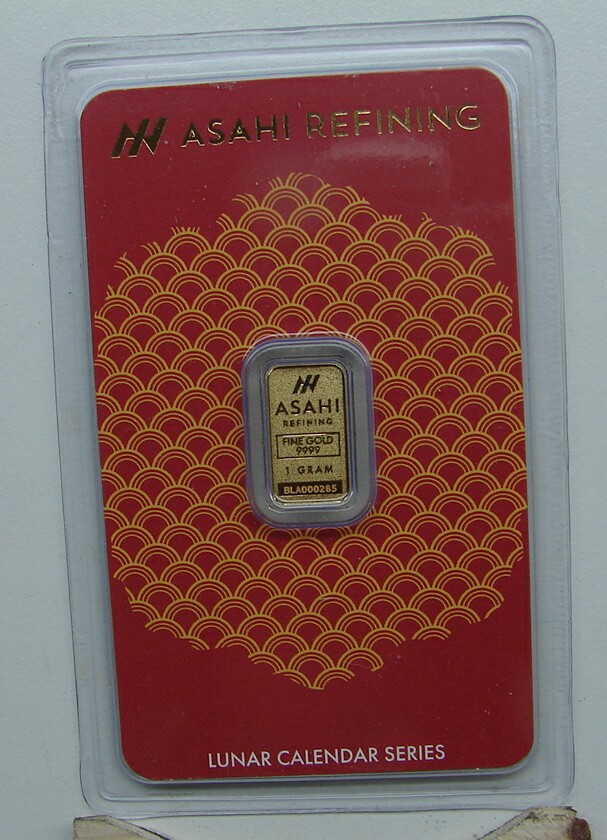 ASAHI REFINING
ASAHI
REFINING
FINE GOLD
9999
1 GRAM
BLA000285
LUNAR CALENDAR SERIES